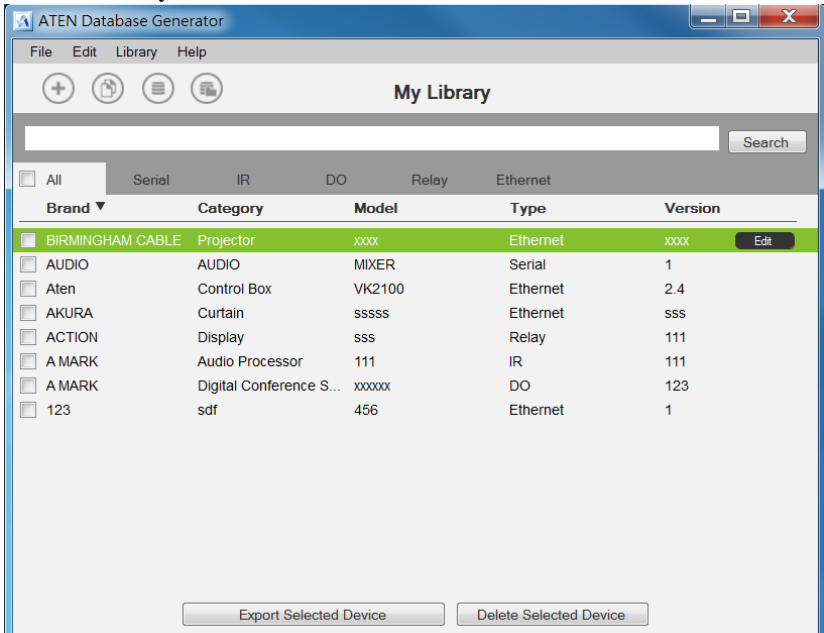 ATEN Database Generator
File Edit Library Help
My Library
Search
All Serial IR DO Relay Ethernet
Brand ▼ Category Model Type Version
BIRMINGHAM CABLE Projector xxxx Ethernet xxxx Edit
AUDIO AUDIO MIXER Serial 1
Aten Control Box VK2100 Ethernet 2.4
AKURA Curtain sssss Ethernet sss
ACTION Display sss Relay 111
A MARK Audio Processor 111 IR 111
A MARK Digital Conference S... xxxxxx DO 123
123 sdf 456 Ethernet 1
Export Selected Device Delete Selected Device